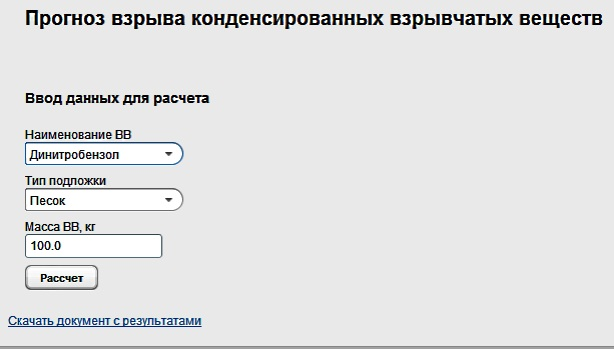 Прогноз взрыва конденсированных взрывчатых веществ
Ввод данных для расчета
Наименование ВВ
Динитробензол
Тип подложки
Песок
Масса ВВ, кг
100.0
Рассчет
Скачать документ с результатами